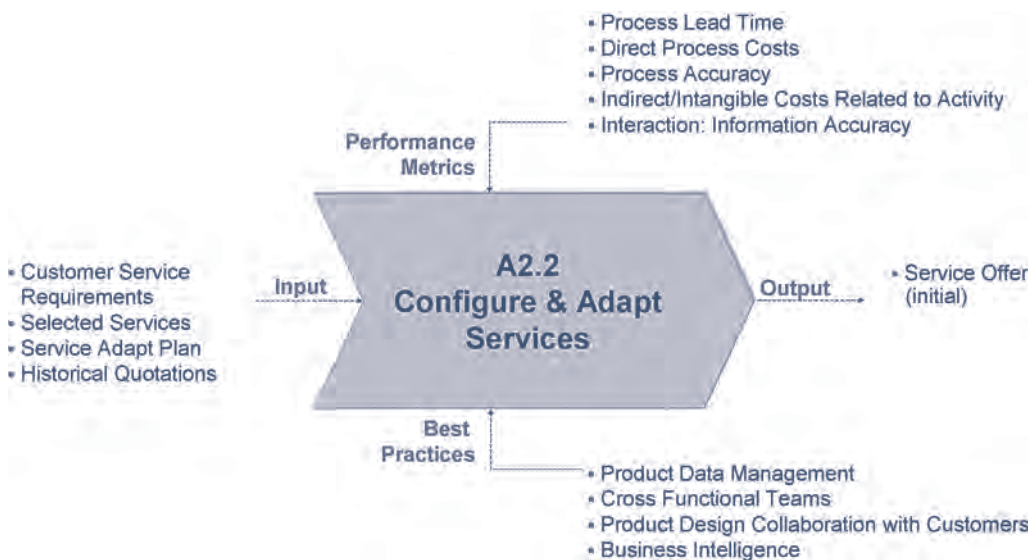 ▪ Process Lead Time
▪ Direct Process Costs
▪ Process Accuracy
▪ Indirect/Intangible Costs Related to Activity
▪ Interaction: Information Accuracy
Performance
Metrics
▪ Customer Service
Requirements
▪ Selected Services
▪ Service Adapt Plan
▪ Historical Quotations
Input
A2.2
Configure & Adapt
Services
Output
▪ Service Offer
(initial)
Best
Practices
▪ Product Data Management
▪ Cross Functional Teams
▪ Product Design Collaboration with Customers
▪ Business Intelligence